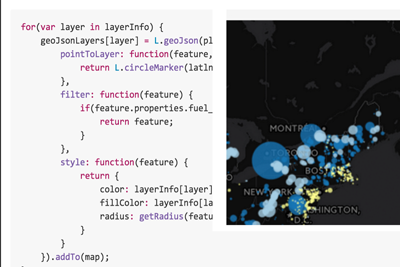 for(var layer in layerInfo) {
geoJsonLayers[layer] = L.geoJson(pl
pointToLayer: function(feature,
return L.circleMarker(latln
},
filter: function(feature) {
if(feature.properties.fuel_
return feature;
}
},
style: function(feature) {
return {
color: layerInfo[layer]
fillColor: layerInfo[la
radius: getRadius(featu
}
}
}).addTo(map);
MONTR
TORONTO
BOST
NEW YORK
SHINGTON,
D.C.